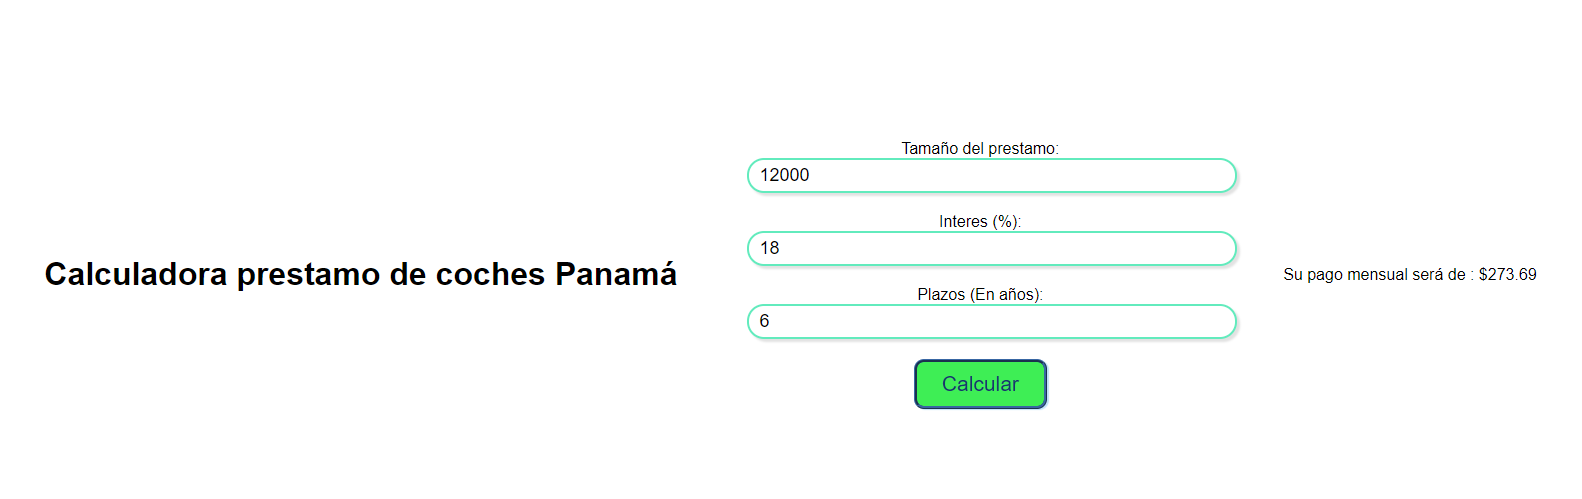 Calculadora prestamo de coches Panamá
Tamaño del prestamo:
12000
Interes (%):
18
Plazos (En años):
6
Calcular
Su pago mensual será de : $273.69